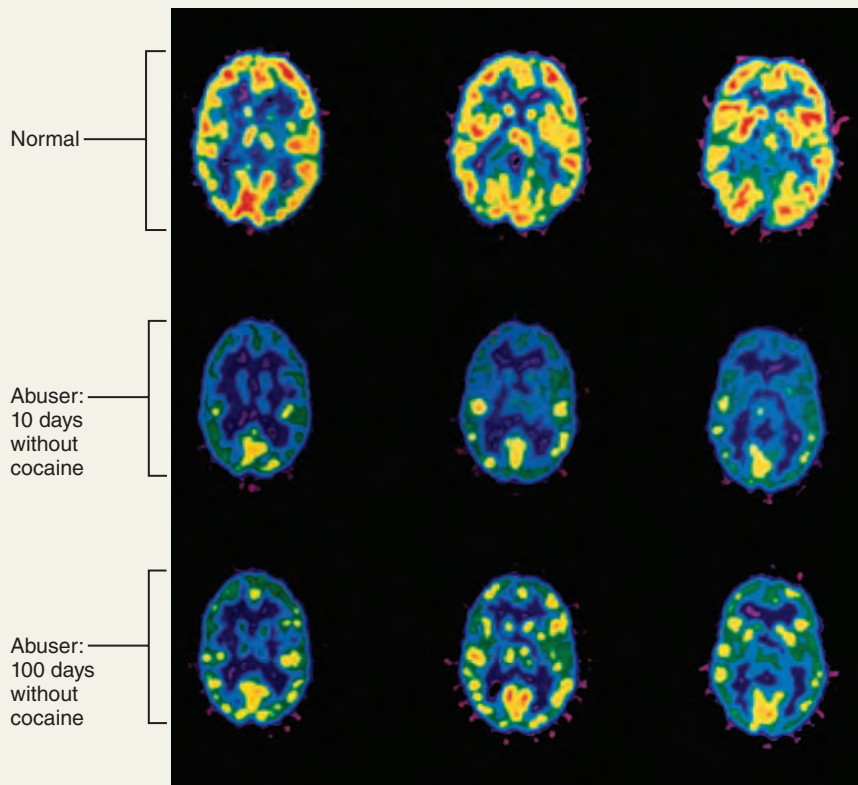 Normal
Abuser:
10 days
without
cocaine
Abuser:
100 days
without
cocaine